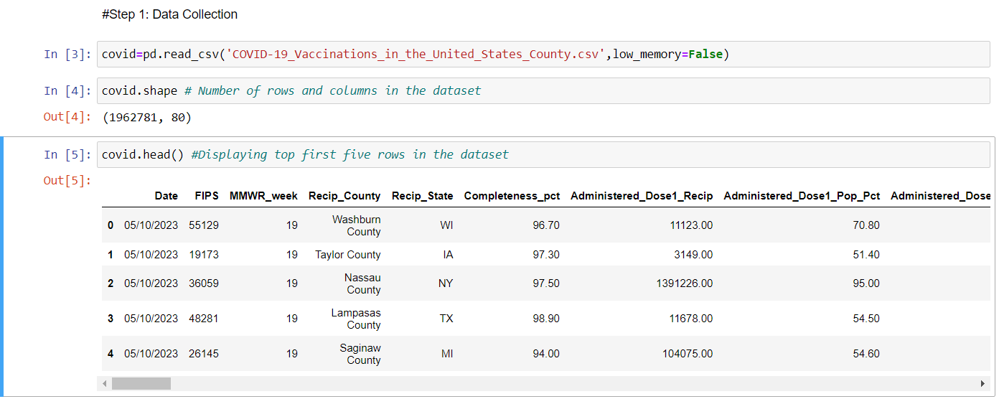 #Step 1: Data Collection
In [3]: covid=pd.read_csv('COVID-19_Vaccinations_in_the_United_States_County.csv',low_memory=False)
In [4]: covid.shape # Number of rows and columns in the dataset
Out[4]: (1962781, 80)
In [5]: covid.head() #Displaying top first five rows in the dataset
Out[5]:
Date FIPS MMWR_week Recip_County Recip_State Completeness_pct Administered_Dose1_Recip Administered_Dose1_Pop_Pct Administered_Dose
0 05/10/2023 55129 19 Washburn County WI 96.70 11123.00 70.80
1 05/10/2023 19173 19 Taylor County IA 97.30 3149.00 51.40
2 05/10/2023 36059 19 Nassau County NY 97.50 1391226.00 95.00
3 05/10/2023 48281 19 Lampasas County TX 98.90 11678.00 54.50
4 05/10/2023 26145 19 Saginaw County MI 94.00 104075.00 54.60